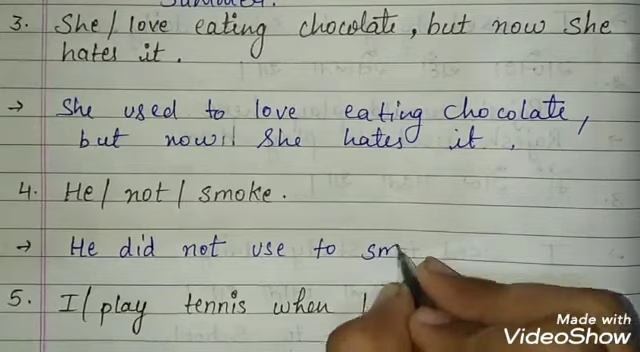 Summer.
3. She / love eating chocolate, but now she
hates it.
→ She used to love eating chocolate,
but now she hates it.
4. He / not / smoke.
→ He did not use to sm
5. I / play tennis when
Made with
VideoShow